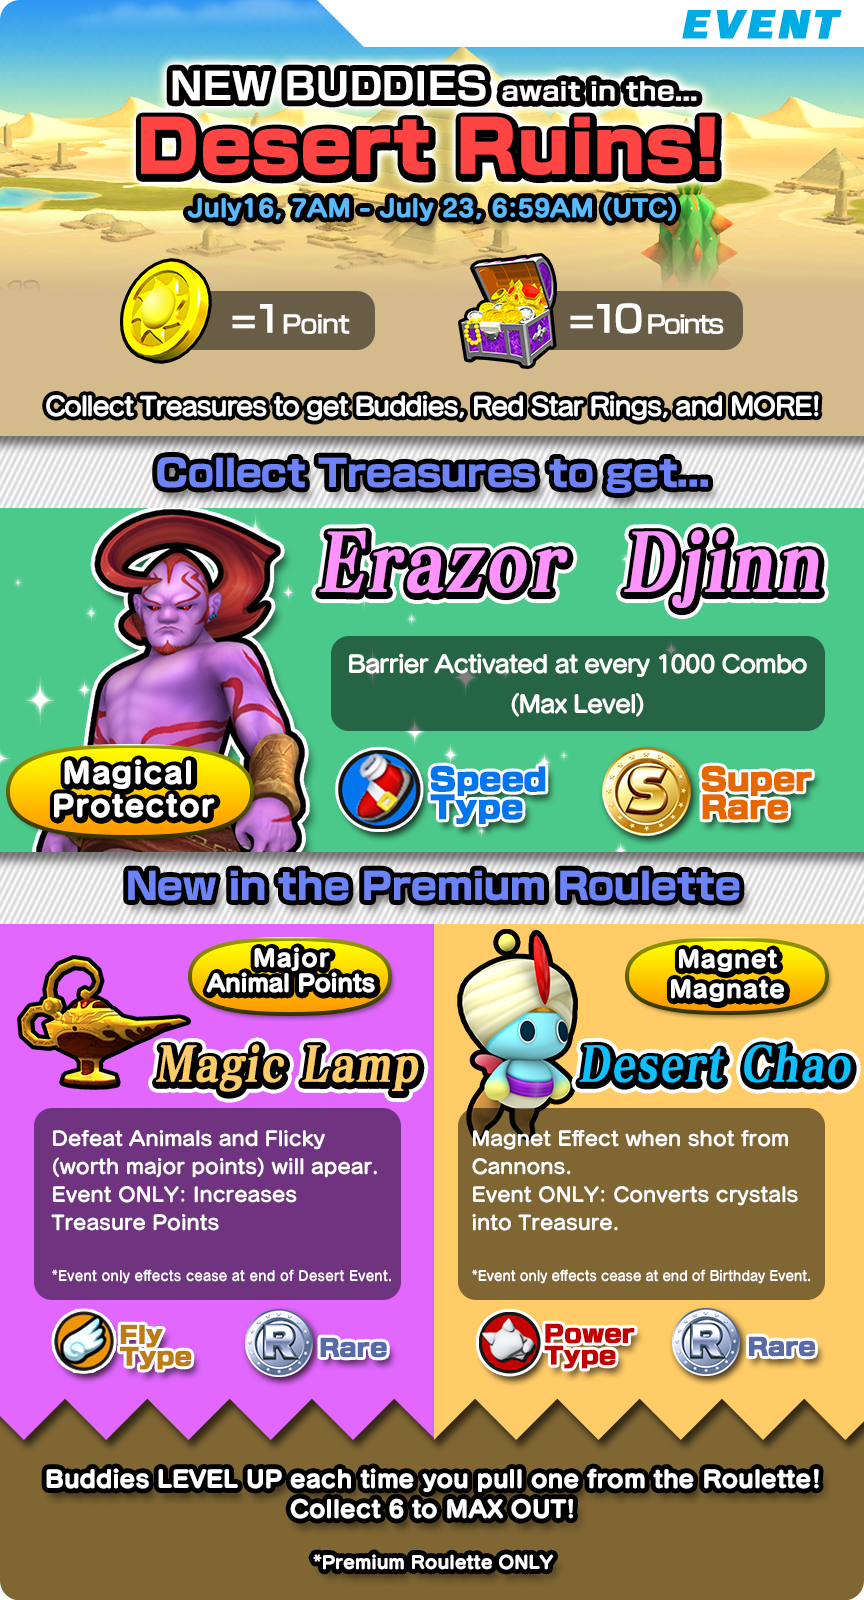 EVENT
NEW BUDDIES await in the...
Desert Ruins!
July16, 7AM - July 23, 6:59AM (UTC)
=1 Point
=10 Points
Collect Treasures to get Buddies, Red Star Rings, and MORE!
Collect Treasures to get...
Erazor Djinn
Barrier Activated at every 1000 Combo
(Max Level)
Magical
Protector
Speed
Type
S
Super
Rare
New in the Premium Roulette
Major
Animal Points
Magic Lamp
Defeat Animals and Flicky
(worth major points) will apear.
Event ONLY: Increases
Treasure Points
*Event only effects cease at end of Desert Event.
Fly
Type
R
Rare
Magnet
Magnate
Desert Chao
Magnet Effect when shot from
Cannons.
Event ONLY: Converts crystals
into Treasure.
*Event only effects cease at end of Birthday Event.
Power
Type
R
Rare
Buddies LEVEL UP each time you pull one from the Roulette!
Collect 6 to MAX OUT!
*Premium Roulette ONLY